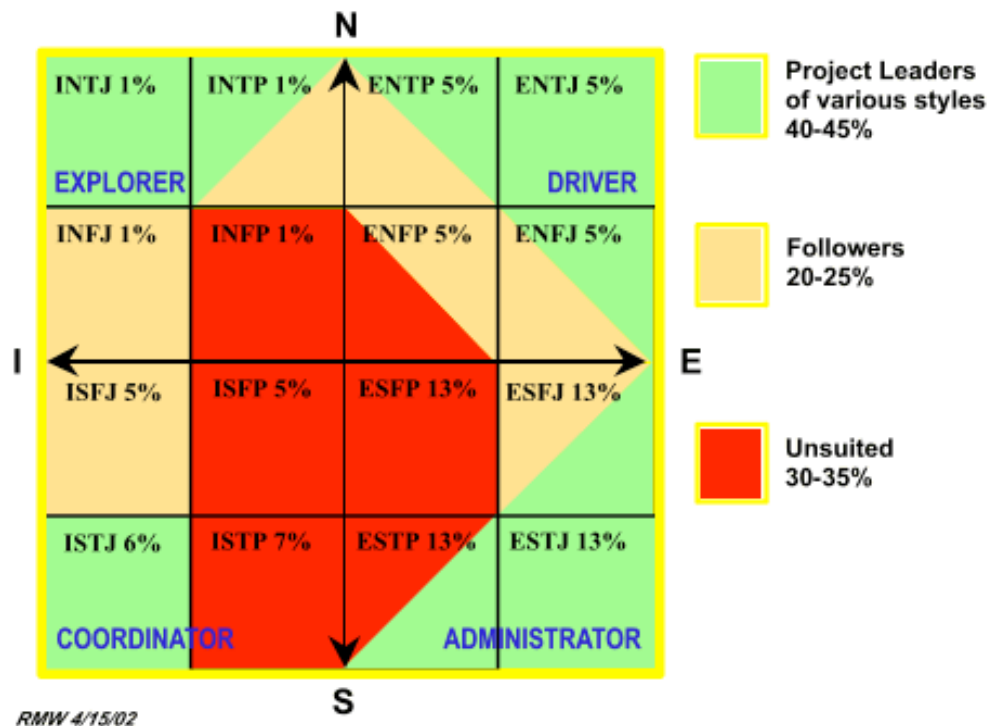 N
INTJ 1% INTP 1% ENTP 5% ENTJ 5%
EXPLORER DRIVER
INFJ 1% INFP 1% ENFP 5% ENFJ 5%
I E
ISFJ 5% ISFP 5% ESFP 13% ESFJ 13%
ISTJ 6% ISTP 7% ESTP 13% ESTJ 13%
COORDINATOR ADMINISTRATOR
S
RMW 4/15/02
Project Leaders
of various styles
40-45%
Followers
20-25%
Unsuited
30-35%